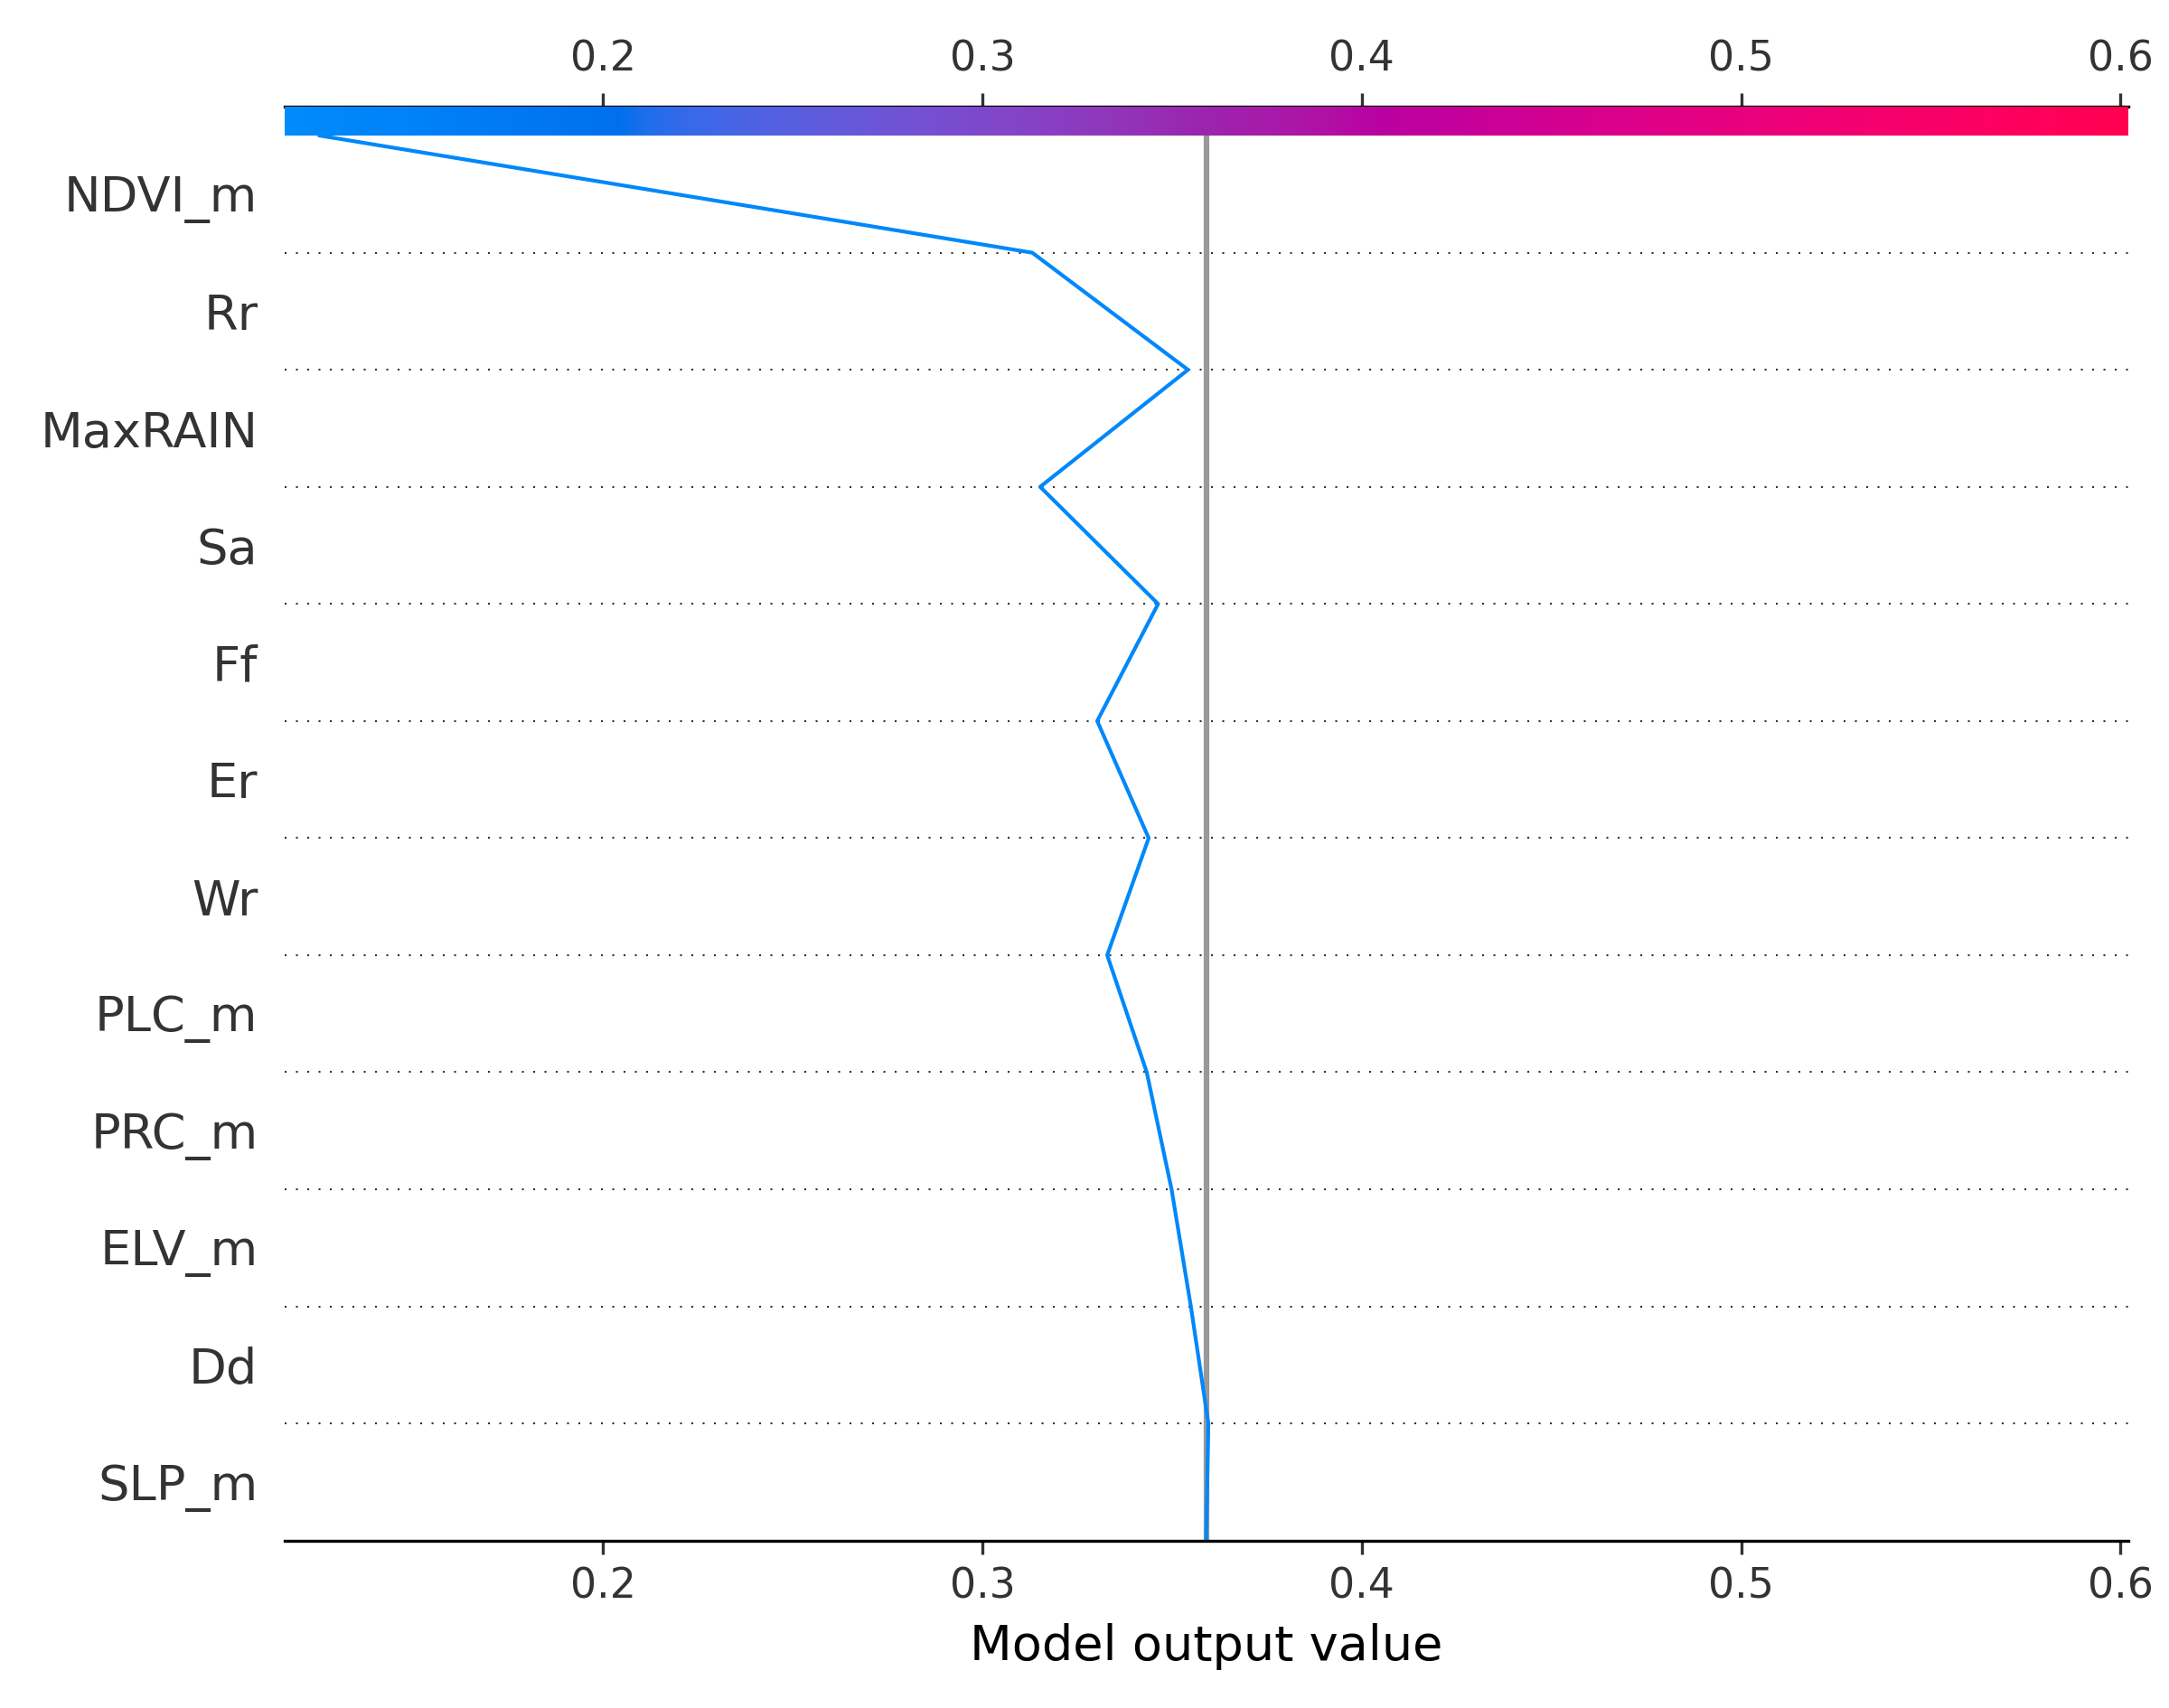 0.2 0.3 0.4 0.5 0.6
NDVI_m
Rr
MaxRAIN
Sa
Ff
Er
Wr
PLC_m
PRC_m
ELV_m
Dd
SLP_m
0.2 0.3 0.4 0.5 0.6
Model output value